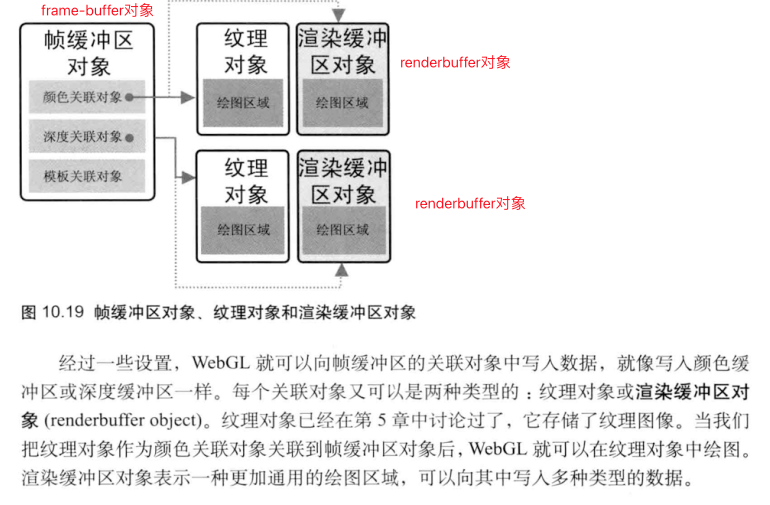 frame-buffer对象
帧缓冲区
对象
颜色关联对象
深度关联对象
模板关联对象
纹理
对象
绘图区域
渲染缓冲
区对象
绘图区域
renderbuffer对象
纹理
对象
绘图区域
渲染缓冲
区对象
绘图区域
renderbuffer对象
图 10.19 帧缓冲区对象、纹理对象和渲染缓冲区对象
经过一些设置，WebGL 就可以向帧缓冲区的关联对象中写入数据，就像写入颜色缓
冲区或深度缓冲区一样。每个关联对象又可以是两种类型的：纹理对象或渲染缓冲区对
象 (renderbuffer object)。纹理对象已经在第 5 章中讨论过了，它存储了纹理图像。当我们
把纹理对象作为颜色关联对象关联到帧缓冲区对象后，WebGL 就可以在纹理对象中绘图。
渲染缓冲区对象表示一种更加通用的绘图区域，可以向其中写入多种类型的数据。